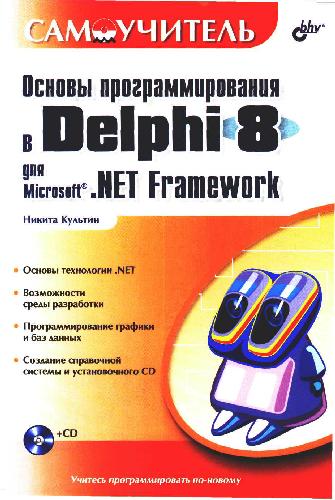 САМОУЧИТЕЛЬ
bhv®
Основы программирования
в Delphi 8
для
Microsoft® .NET Framework
Никита Культин
• Основы технологии .NET
• Возможности
среды разработки
• Программирование графики
и баз данных
• Создание справочной
системы и установочного CD
+CD
Учитесь программировать по-новому